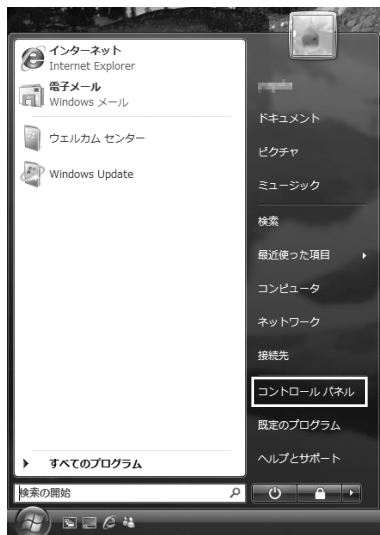 インターネット
Internet Explorer
電子メール
Windows メール
ウェルカム センター
Windows Update
すべてのプログラム
検索の開始
ドキュメント
ピクチャ
ミュージック
検索
最近使った項目
コンピュータ
ネットワーク
接続先
コントロール パネル
既定のプログラム
ヘルプとサポート